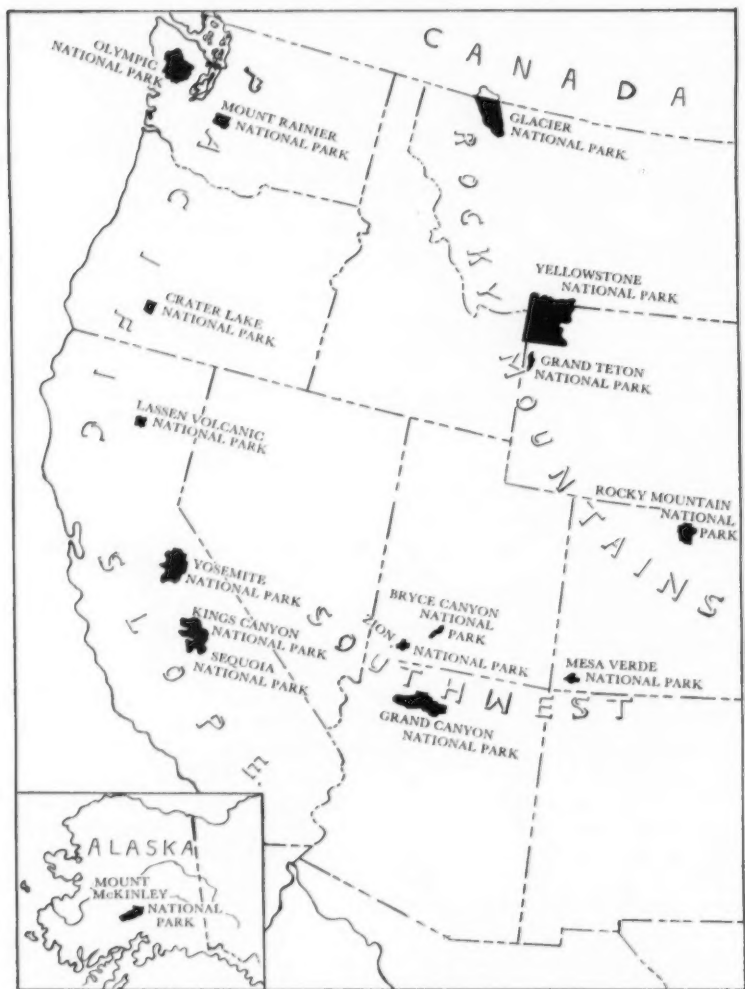 CANADA
OLYMPIC
NATIONAL PARK
MOUNT RAINIER
NATIONAL PARK
GLACIER
NATIONAL PARK
PACIFIC SLOPE
ROCKY MOUNTAINS
YELLOWSTONE
NATIONAL PARK
CRATER LAKE
NATIONAL PARK
GRAND TETON
NATIONAL PARK
LASSEN VOLCANIC
NATIONAL PARK
ROCKY MOUNTAIN
NATIONAL
PARK
YOSEMITE
NATIONAL PARK
BRYCE CANYON
NATIONAL
PARK
KINGS CANYON
NATIONAL PARK
SEQUOIA
NATIONAL PARK
SOUTHWEST
ZION
NATIONAL PARK
MESA VERDE
NATIONAL PARK
GRAND CANYON
NATIONAL PARK
ALASKA
MOUNT
McKINLEY
NATIONAL
PARK